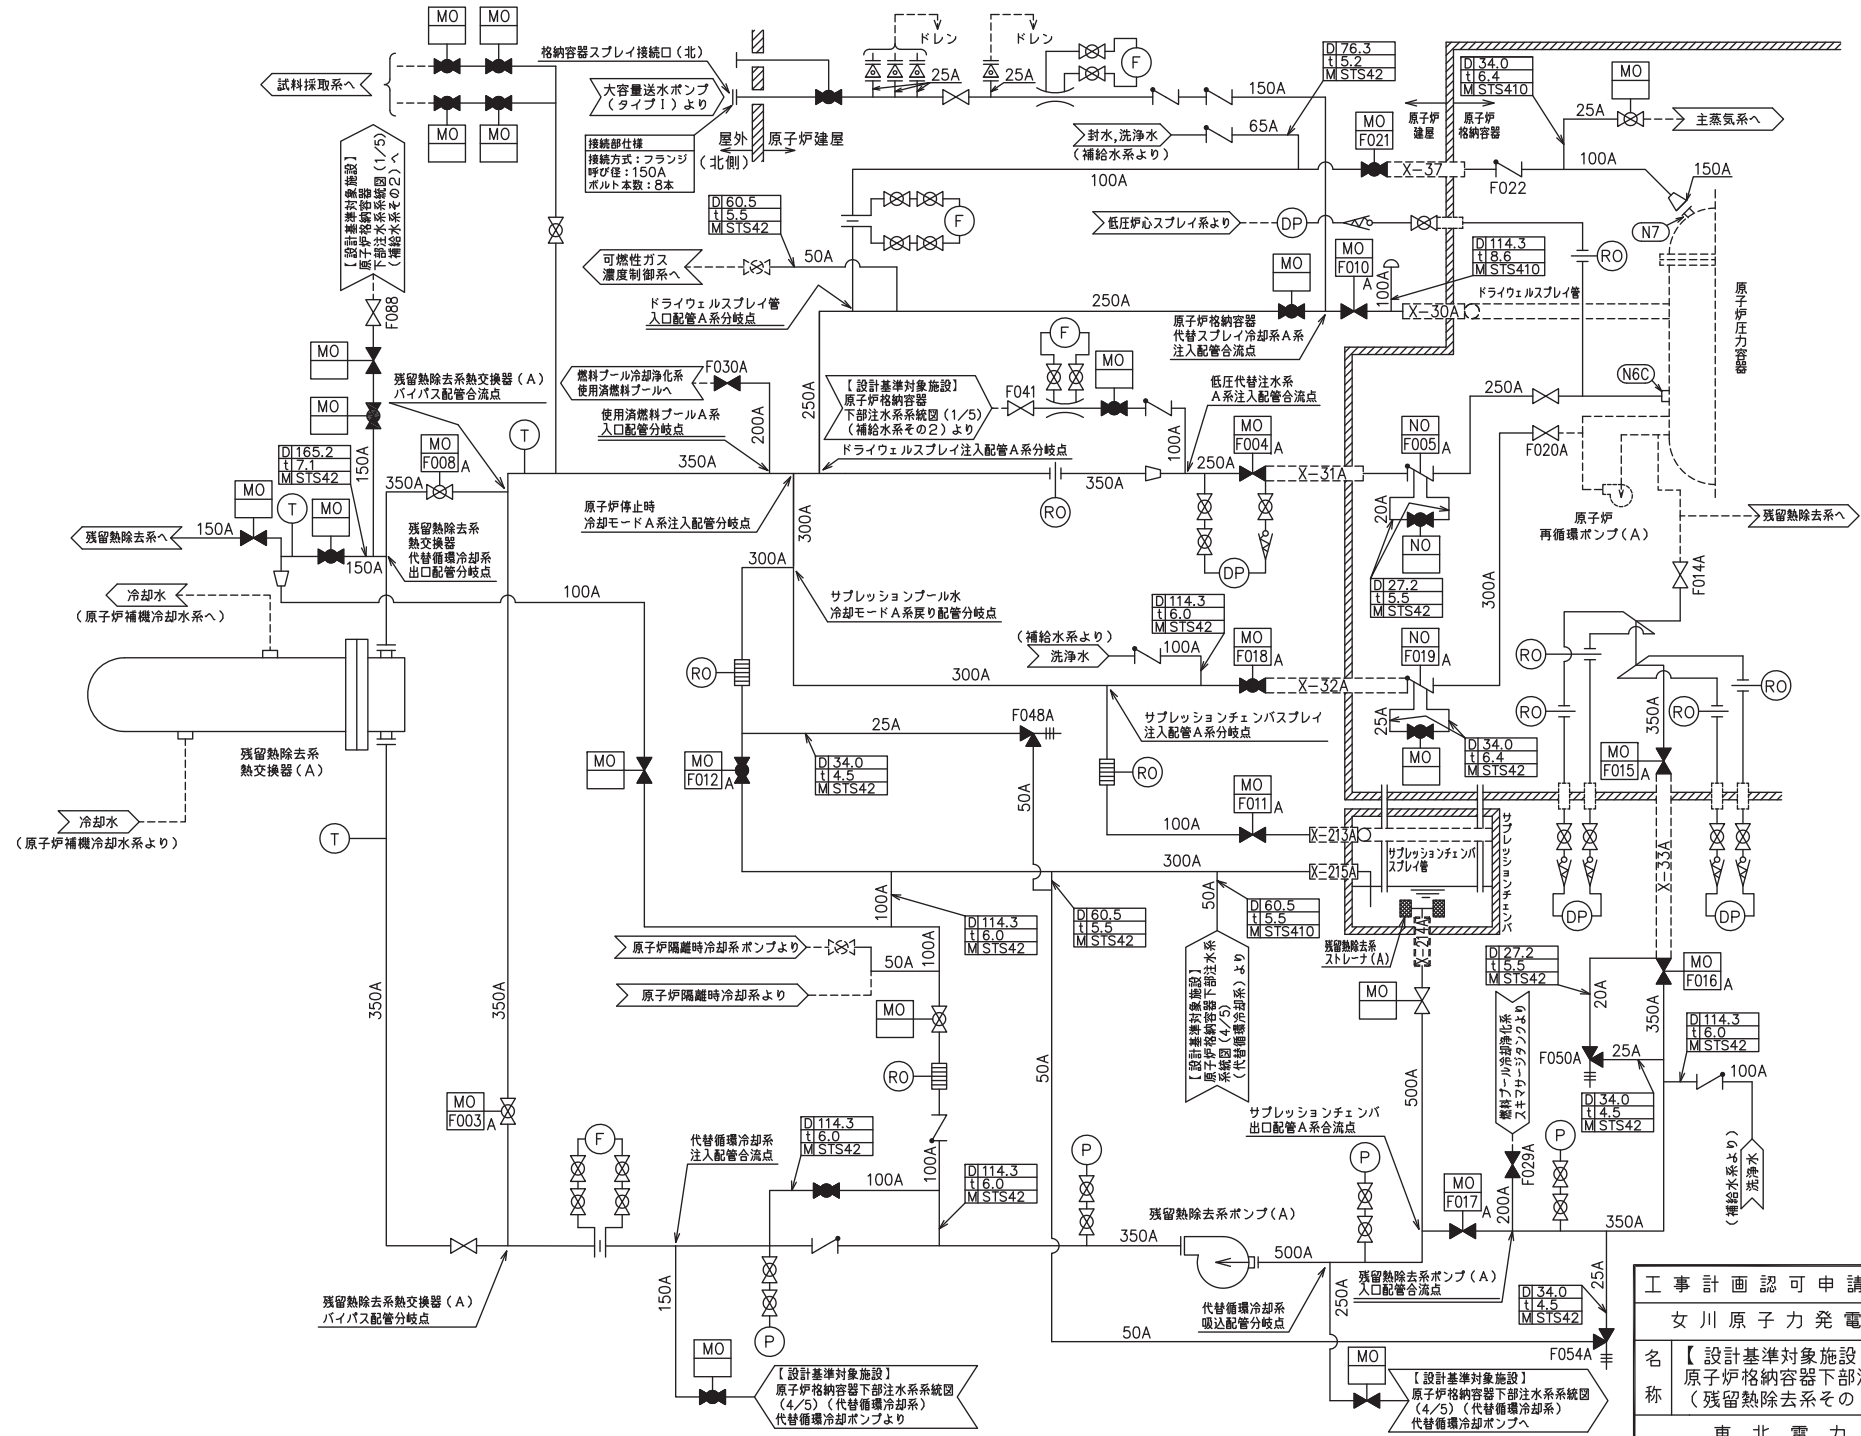 MO
MO
格納容器スプレイ接続口(北)
試料採取系へ
大容量送水ポンプ
(タイプⅠ)より
ドレン
ドレン
25A
25A
F
MO
MO
150A
D 76.3
t 5.2
M STS42
D 34.0
t 6.4
M STS410
MO
25A
主蒸気系へ
原子炉
建屋
原子炉
格納容器
接続部仕様
接続方式:フランジ
呼び径:150A
ボルト本数:8本
屋外
(北側)
原子炉建屋
封水,洗浄水
(補給水系より)
65A
MO
F021
X-37
F022
100A
150A
100A
【設計基準対象施設】
原子炉格納容器
下部注水系系統図(1/5)
(補給水系その2)へ
D 60.5
t 5.5
M STS42
F
低圧炉心スプレイ系より
DP
N7
RO
可燃性ガス
濃度制御系へ
50A
MO
MO
F010
A
100A
D 114.3
t 8.6
M STS410
ドライウェルスプレイ管
X-30A
原子炉圧力容器
ドライウェルスプレイ管
入口配管A系分岐点
250A
原子炉格納容器
代替スプレイ冷却系A系
注入配管合流点
F088
MO
MO
残留熱除去系熱交換器(A)
バイパス配管合流点
燃料プール冷却浄化系
使用済燃料プールへ
F030A
使用済燃料プールA系
入口配管分岐点
200A
250A
【設計基準対象施設】
原子炉格納容器
下部注水系系統図(1/5)
(補給水系その2)より
F
F041
MO
低圧代替注水系
A系注入配管合流点
100A
N6C
250A
F020A
ドライウェルスプレイ注入配管A系分岐点
T
350A
D 165.2
t 7.1
M STS42
150A
MO
F008
A
350A
350A
RO
250A
MO
F004
A
X-31A
NO
F005
A
20A
NO
D 27.2
t 5.5
M STS42
DP
原子炉
再循環ポンプ(A)
残留熱除去系へ
残留熱除去系へ
150A
MO
T
MO
150A
残留熱除去系
熱交換器
代替循環冷却系
出口配管分岐点
原子炉停止時
冷却モードA系注入配管分岐点
300A
300A
300A
F014A
冷却水
(原子炉補機冷却水系へ)
100A
サプレッションプール水
冷却モードA系戻り配管分岐点
D 114.3
t 6.0
M STS42
(補給水系より)
洗浄水
100A
MO
F018
A
X-32A
NO
F019
A
25A
MO
D 34.0
t 6.4
M STS42
RO
RO
RO
RO
RO
300A
残留熱除去系
熱交換器(A)
冷却水
(原子炉補機冷却水系より)
T
MO
MO
F012
A
25A
F048A
D 34.0
t 4.5
M STS42
50A
サプレッションチェンバスプレイ
注入配管A系分岐点
RO
MO
F011
A
100A
X-213A
サプレッションチェンバ
スプレイ管
サプレッションチェンバ
350A
MO
F015
A
X-33A
300A
X-215A
100A
D 114.3
t 6.0
M STS42
D 60.5
t 5.5
M STS42
50A
D 60.5
t 5.5
M STS410
残留熱除去系
ストレーナ(A)
X-214A
DP
DP
原子炉隔離時冷却系ポンプより
原子炉隔離時冷却系より
50A
100A
MO
RO
【設計基準対象施設】
原子炉格納容器下部注水系
系統図(4/5)
(代替循環冷却系)より
MO
D 27.2
t 5.5
M STS42
20A
MO
F016
A
350A
350A
350A
50A
500A
燃料プール冷却浄化系
スキマサージタンクより
F050A
25A
D 114.3
t 6.0
M STS42
100A
D 34.0
t 4.5
M STS42
洗浄水
(補給水系より)
MO
F003
A
F
代替循環冷却系
注入配管合流点
D 114.3
t 6.0
M STS42
100A
100A
D 114.3
t 6.0
M STS42
P
サプレッションチェンバ
出口配管A系合流点
P
P
MO
F017
A
F029A
200A
350A
残留熱除去系ポンプ(A)
350A
500A
残留熱除去系ポンプ(A)
入口配管合流点
25A
D 34.0
t 4.5
M STS42
残留熱除去系熱交換器(A)
バイパス配管分岐点
150A
P
代替循環冷却系
吸込配管分岐点
250A
50A
F054A
MO
【設計基準対象施設】
原子炉格納容器下部注水系系統図
(4/5)(代替循環冷却系)
代替循環冷却ポンプより
MO
【設計基準対象施設】
原子炉格納容器下部注水系系統図
(4/5)(代替循環冷却系)
代替循環冷却ポンプへ
工事計画認可申請
女川原子力発電
名称
【設計基準対象施設
原子炉格納容器下部
(残留熱除去系その
東北電力